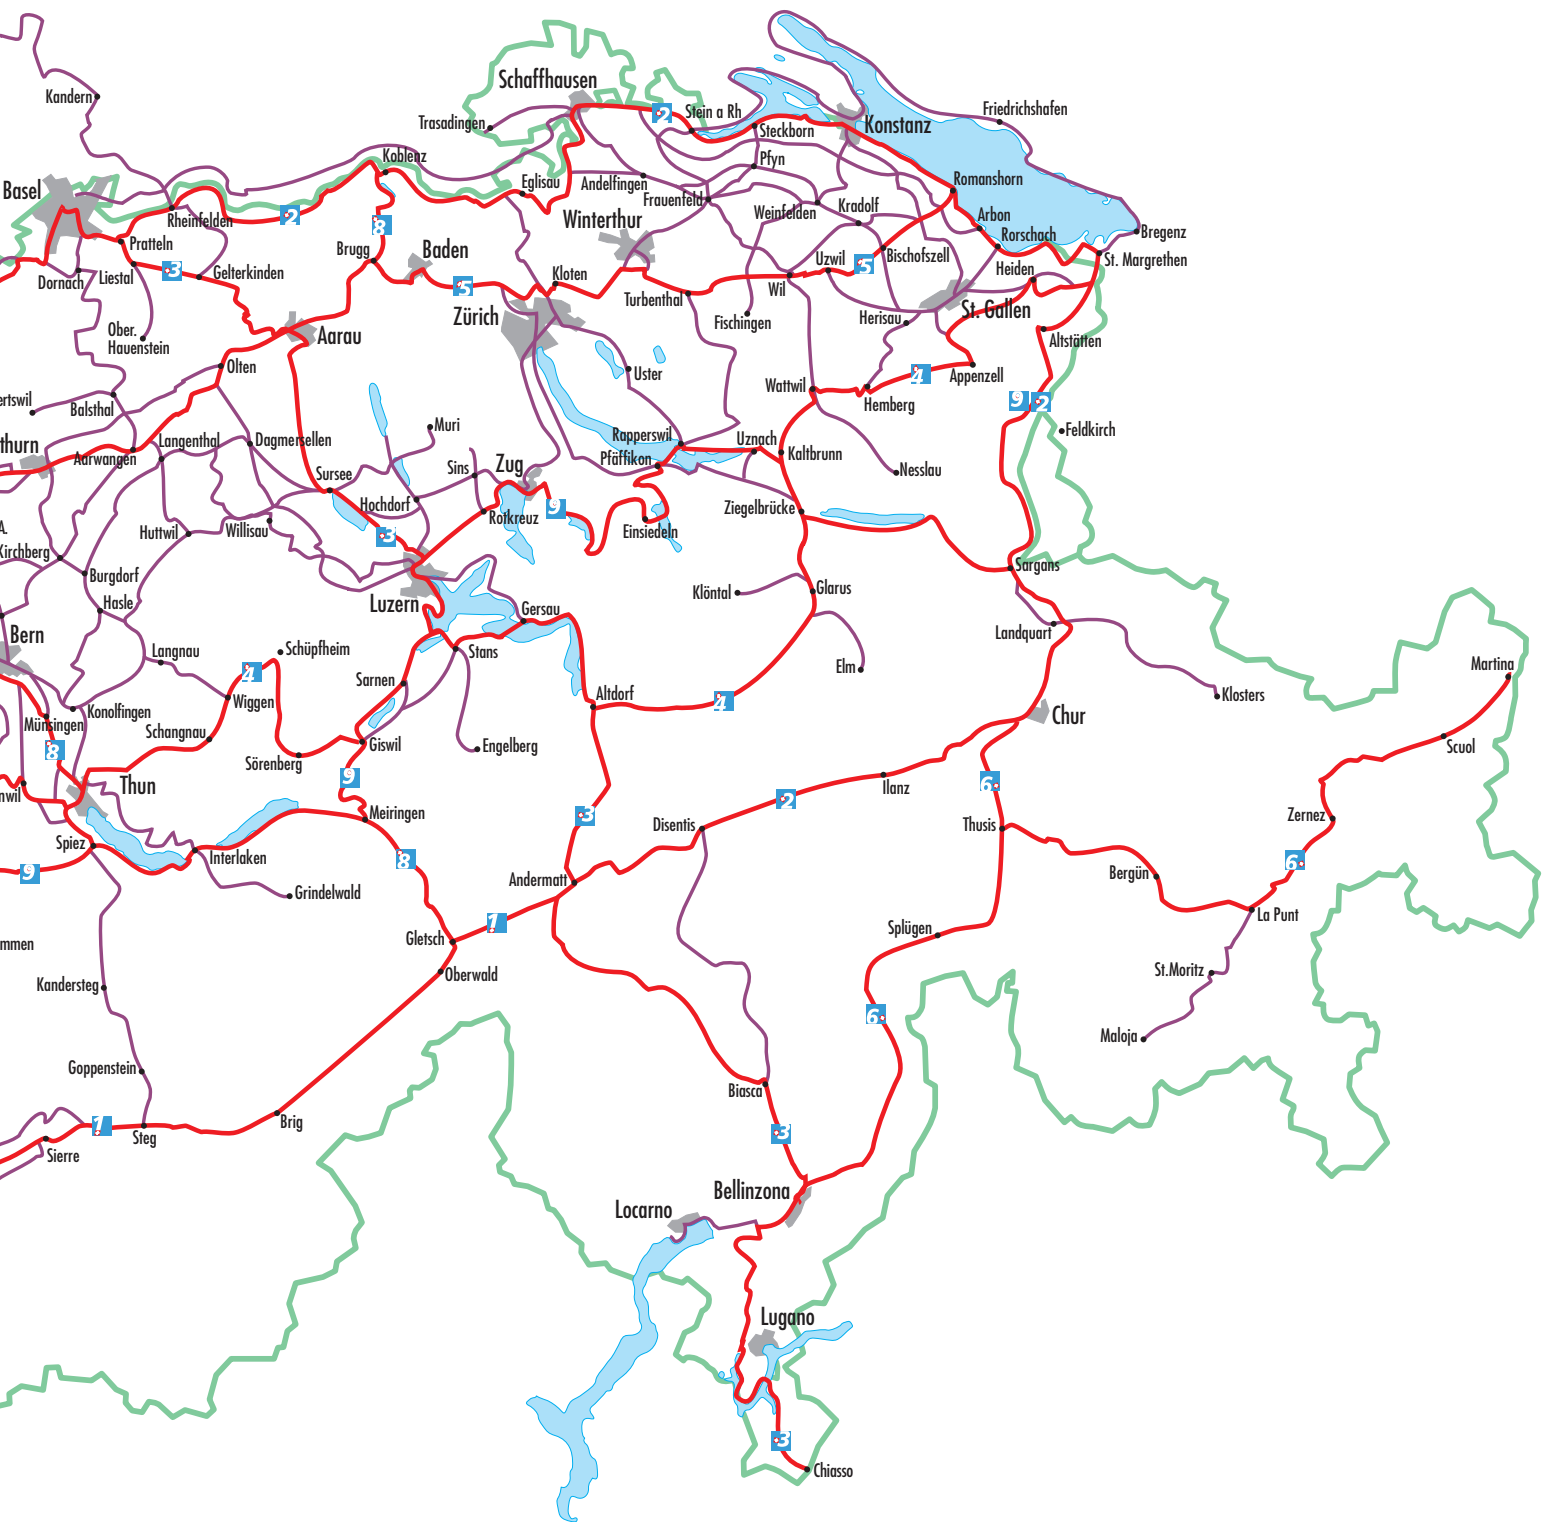 Kandern
Schaffhausen
Trasadingen
2
Stein a Rh
Steckborn
Konstanz
Friedrichshafen
Koblenz
Pfyn
Basel
Eglisau
Andelfingen
Frauenfeld
Romanshorn
Rheinfelden
2
8
Winterthur
Weinfelden
Kradolf
Arbon
Rorschach
Bregenz
Pratteln
Brugg
Baden
Uzwil
5
Bischofszell
St. Margrethen
Dornach
Liestal
3
Gelterkinden
5
Kloten
Turbenthal
Wil
Heiden
Zürich
Fischingen
Herisau
St. Gallen
Ober.
Hauenstein
Aarau
Altstätten
Olten
Uster
Wattwil
4
Appenzell
ertswil
Balsthal
Hemberg
9
2
Muri
Feldkirch
thurn
Langenthal
Dagmersellen
Rapperswil
Uznach
Kaltbrunn
Aarwangen
Sursee
Sins
Zug
Pfäffikon
Nesslau
Hochdorf
Rotkreuz
9
Ziegelbrücke
A.
Huttwil
Willisau
3
Einsiedeln
Kirchberg
Burgdorf
Sargans
Hasle
Luzern
Gersau
Klöntal
Glarus
Bern
Landquart
Langnau
Schüpfheim
Stans
Elm
Martina
4
Sarnen
Klosters
Wiggen
Altdorf
4
Konolfingen
Münsingen
Schangnau
Chur
8
Sörenberg
Giswil
Engelberg
Scuol
9
6
nwil
Thun
Meiringen
3
2
Ilanz
Disentis
Thusis
Zernez
Spiez
Interlaken
8
6
9
Grindelwald
Andermatt
Bergün
1
La Punt
mmen
Gletsch
Splügen
Oberwald
St.Moritz
Kandersteg
6
Maloja
Goppenstein
Biasca
1
Brig
3
Steg
Sierre
Bellinzona
Locarno
Lugano
3
Chiasso